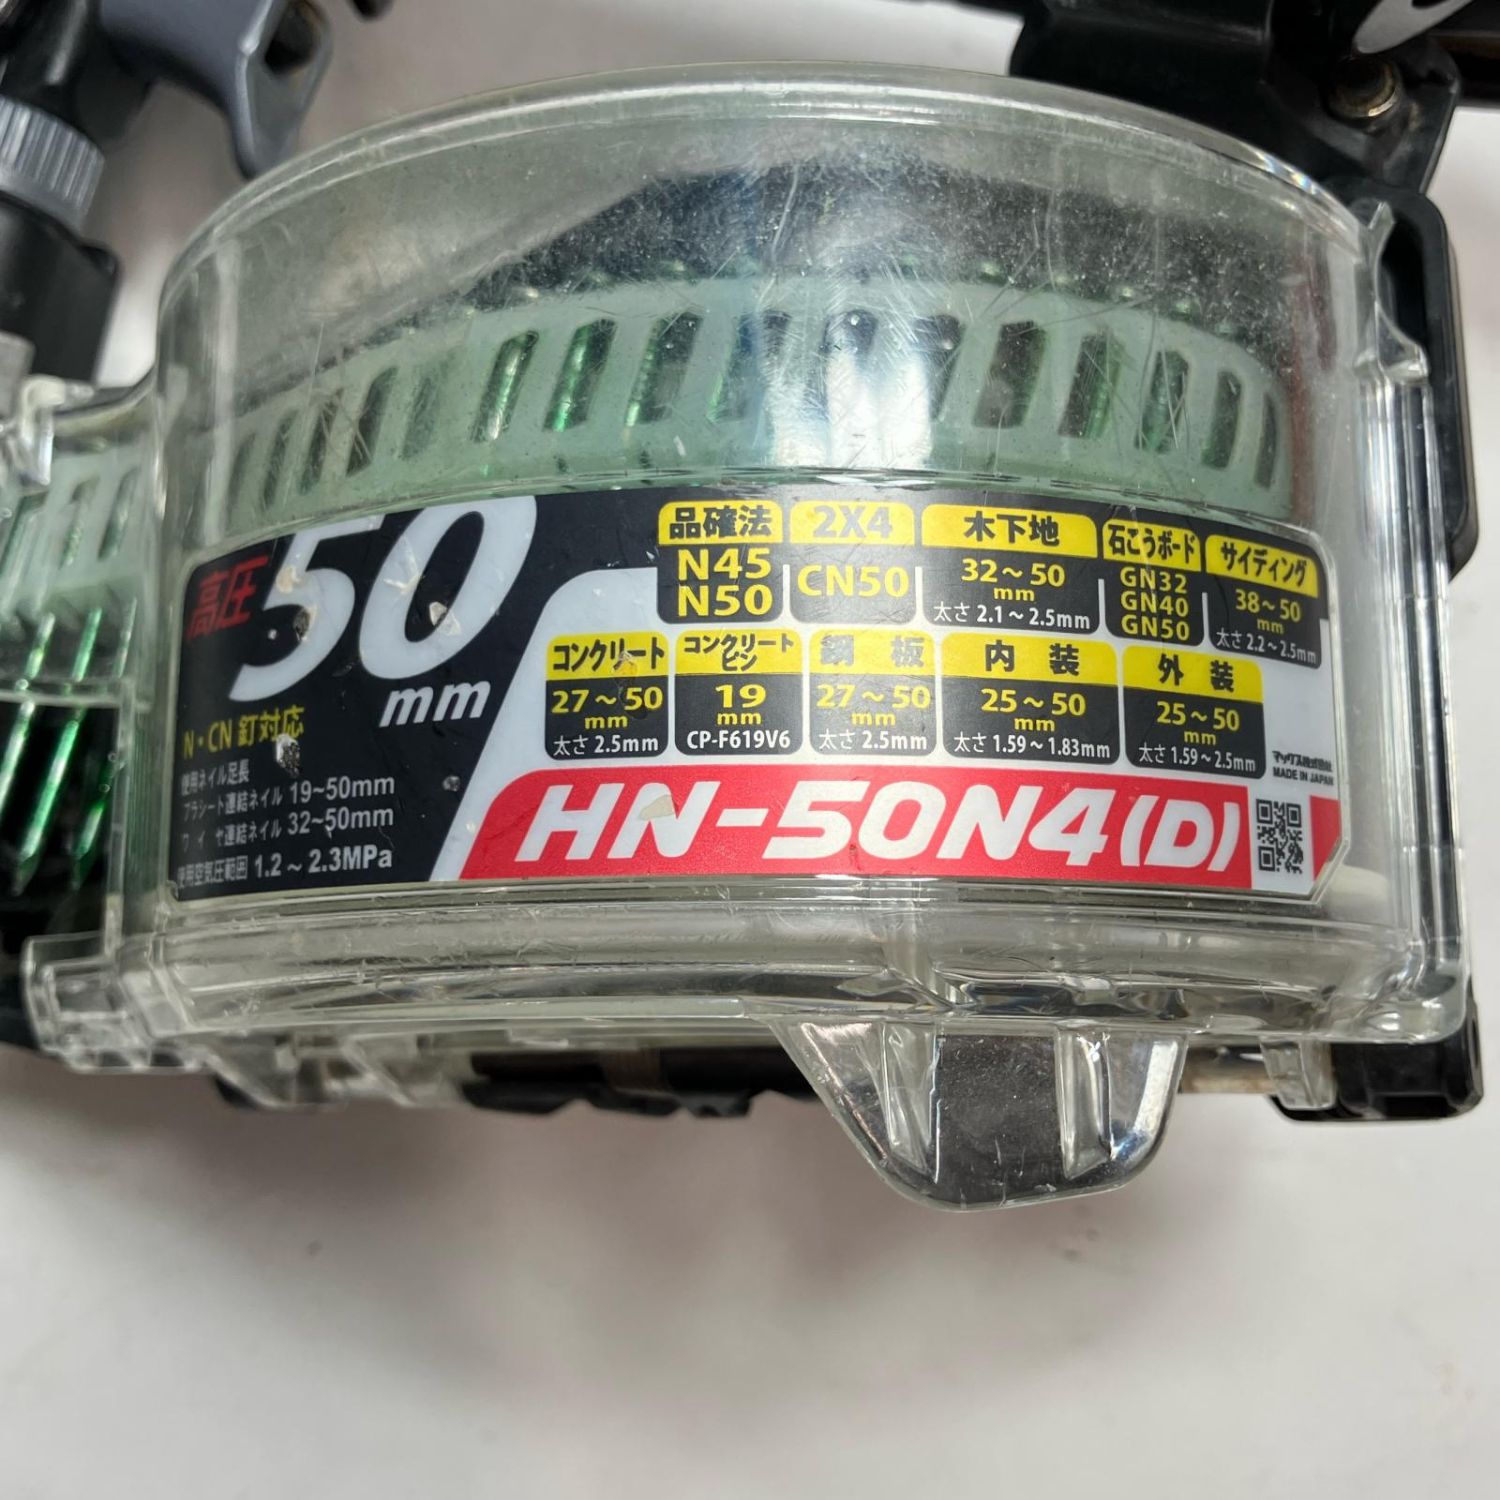 高圧 50 mm
N・CN 釘対応
使用ネイル足長
プラシート連結ネイル 19~50mm
ワイヤ連結ネイル 32~50mm
使用空気圧範囲 1.2 ~ 2.3MPa
品確法
N45
N50
2X4
CN50
木下地
32~50
mm
太さ 2.1~2.5mm
石こうボード
GN32
GN40
GN50
サイディング
38~50
mm
太さ 2.2~2.5mm
コンクリート
27~50
mm
太さ 2.5mm
コンクリート
ピン
19
mm
CP-F619V6
鋼板
27~50
mm
太さ 2.5mm
内装
25~50
mm
太さ 1.59~1.83mm
外装
25~50
mm
太さ 1.59~2.5mm
マックス株式会社
MADE IN JAPAN
HN-50N4(D)